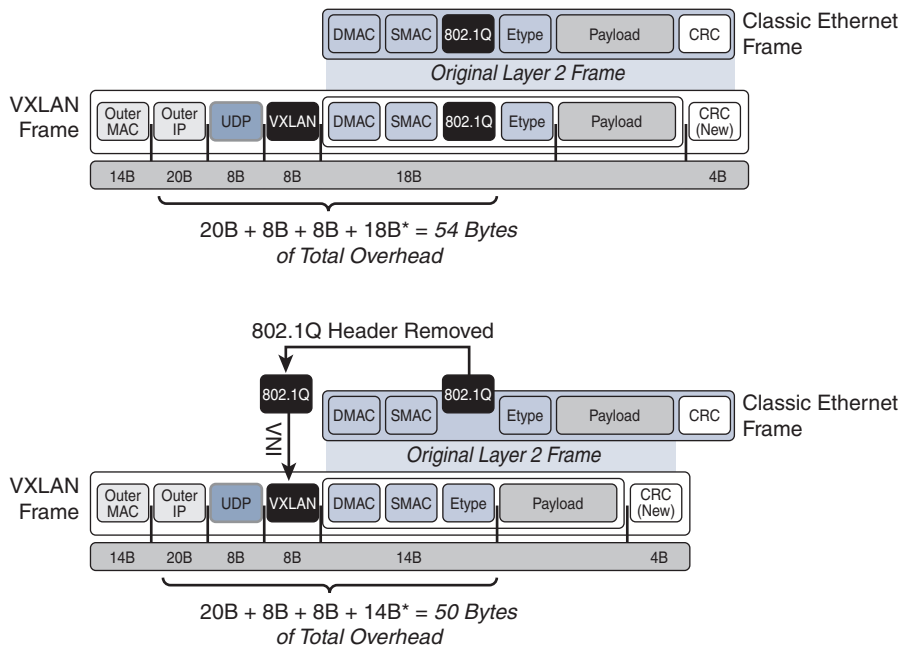 DMAC SMAC 802.1Q Etype Payload CRC
Classic Ethernet
Frame
Original Layer 2 Frame
VXLAN
Frame
Outer
MAC
Outer
IP
UDP VXLAN DMAC SMAC 802.1Q Etype Payload
CRC
(New)
14B 20B 8B 8B 18B 4B
20B + 8B + 8B + 18B* = 54 Bytes
of Total Overhead
802.1Q Header Removed
802.1Q
802.1Q
DMAC SMAC Etype Payload CRC
Classic Ethernet
Frame
VNI
Original Layer 2 Frame
VXLAN
Frame
Outer
MAC
Outer
IP
UDP VXLAN DMAC SMAC Etype Payload
CRC
(New)
14B 20B 8B 8B 14B 4B
20B + 8B + 8B + 14B* = 50 Bytes
of Total Overhead